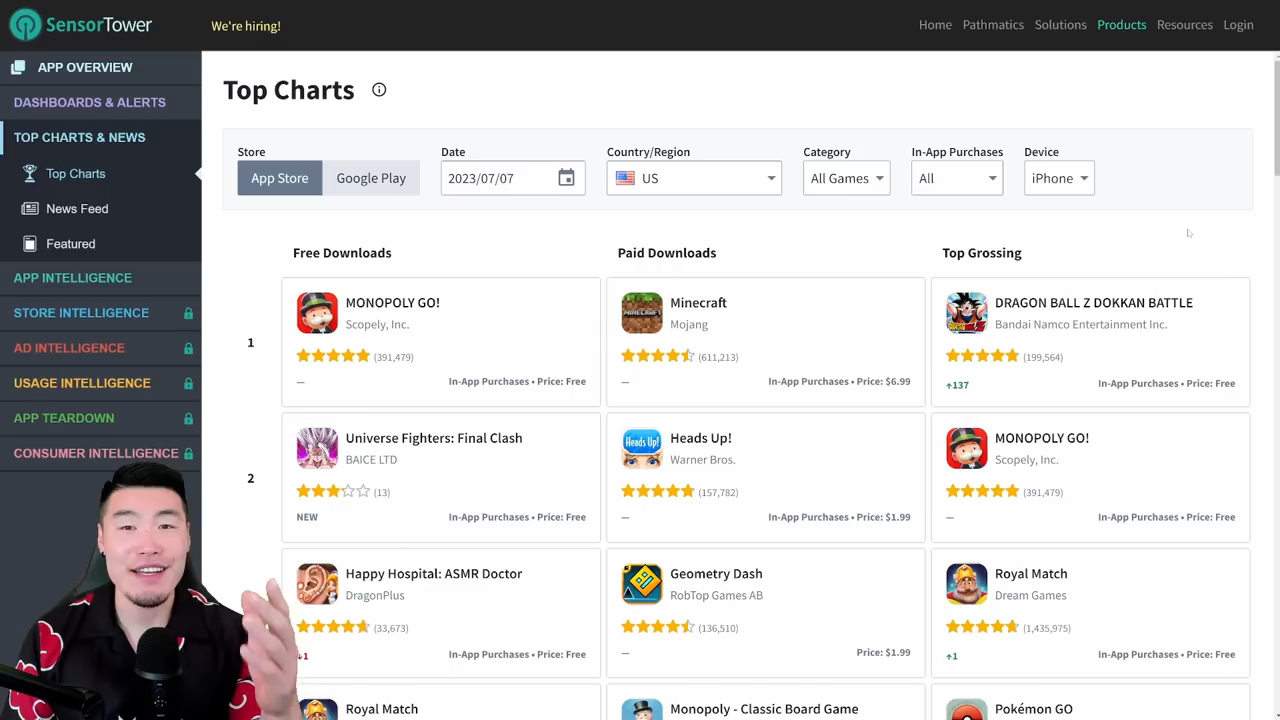 SensorTower
We're hiring!
Home
Pathmatics
Solutions
Products
Resources
Login
APP OVERVIEW
DASHBOARDS & ALERTS
TOP CHARTS & NEWS
Top Charts
News Feed
Featured
APP INTELLIGENCE
STORE INTELLIGENCE
AD INTELLIGENCE
USAGE INTELLIGENCE
APP TEARDOWN
CONSUMER INTELLIGENCE
Top Charts
Store
App Store
Google Play
Date
2023/07/07
Country/Region
US
Category
All Games
In-App Purchases
All
Device
iPhone
Free Downloads
Paid Downloads
Top Grossing
1
MONOPOLY GO!
Scopely, Inc.
(391,479)
—
In-App Purchases • Price: Free
Minecraft
Mojang
MINECRAFT
(611,213)
—
In-App Purchases • Price: $6.99
DRAGON BALL Z DOKKAN BATTLE
Bandai Namco Entertainment Inc.
(199,564)
↑137
In-App Purchases • Price: Free
2
Universe Fighters: Final Clash
BAICE LTD
(13)
NEW
In-App Purchases • Price: Free
Heads Up!
Heads Up!
Warner Bros.
(157,782)
—
In-App Purchases • Price: $1.99
MONOPOLY GO!
Scopely, Inc.
(391,479)
—
In-App Purchases • Price: Free
Happy Hospital: ASMR Doctor
DragonPlus
(33,673)
↓1
In-App Purchases • Price: Free
Geometry Dash
RobTop Games AB
(136,510)
—
Price: $1.99
Royal Match
Dream Games
(1,435,975)
↑1
In-App Purchases • Price: Free
Royal Match
Monopoly - Classic Board Game
Pokémon GO